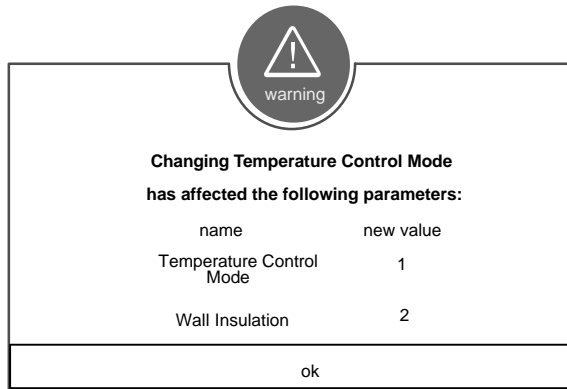 !
warning
Changing Temperature Control Mode
has affected the following parameters:
name new value
Temperature Control
Mode 1
Wall Insulation 2
ok